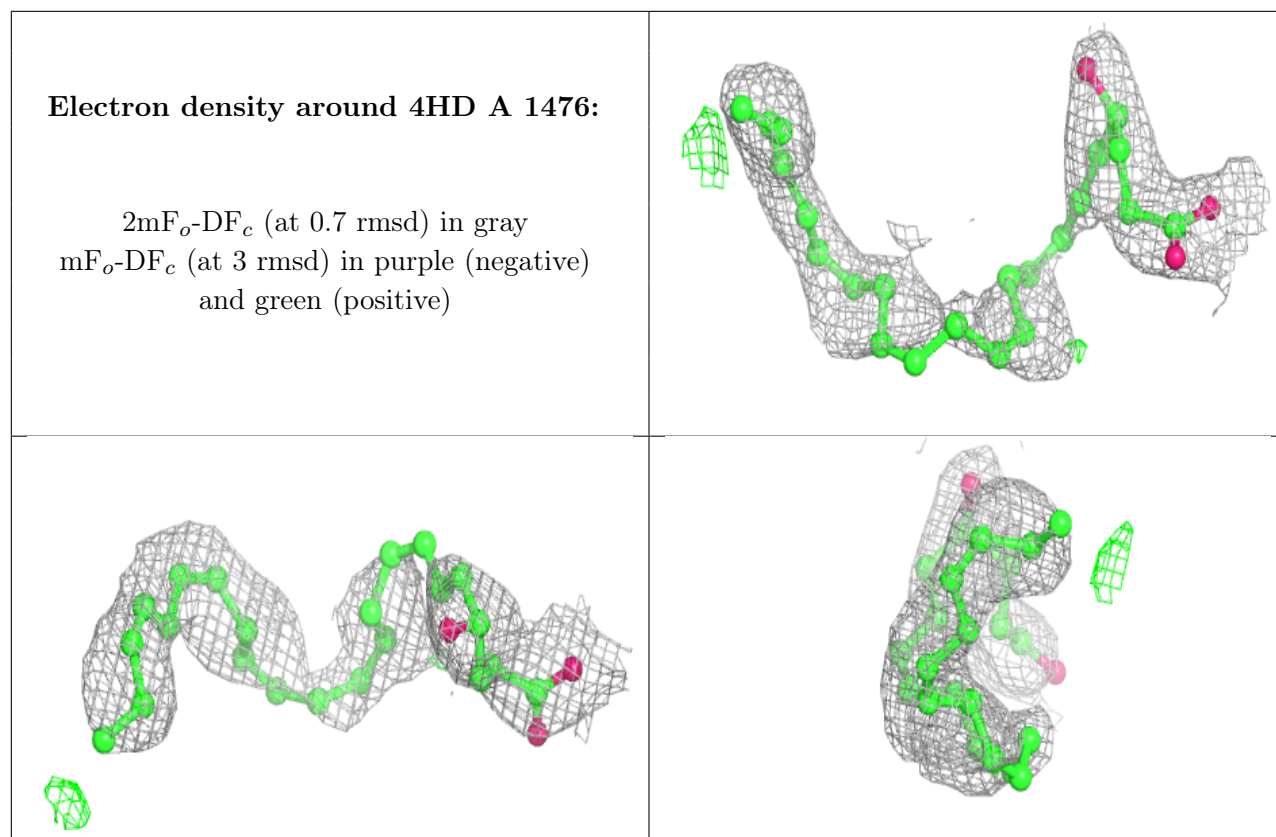 Electron density around 4HD A 1476:
2mFo-DFc (at 0.7 rmsd) in gray
mFo-DFc (at 3 rmsd) in purple (negative)
and green (positive)